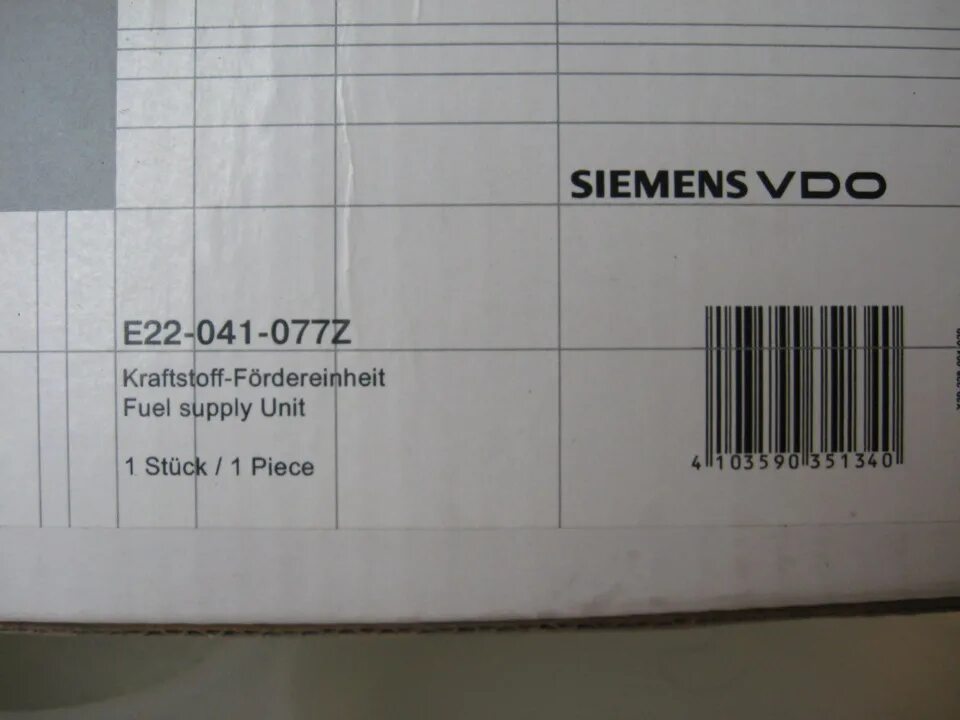 SIEMENS VDO
E22-041-077Z
Kraftstoff-Fördereinheit
Fuel supply Unit
1 Stück / 1 Piece
4 103590 351340